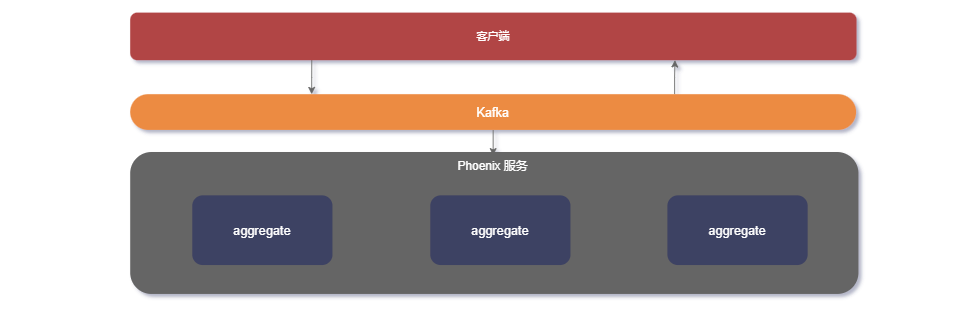 客户端
Kafka
Phoenix 服务
aggregate
aggregate
aggregate